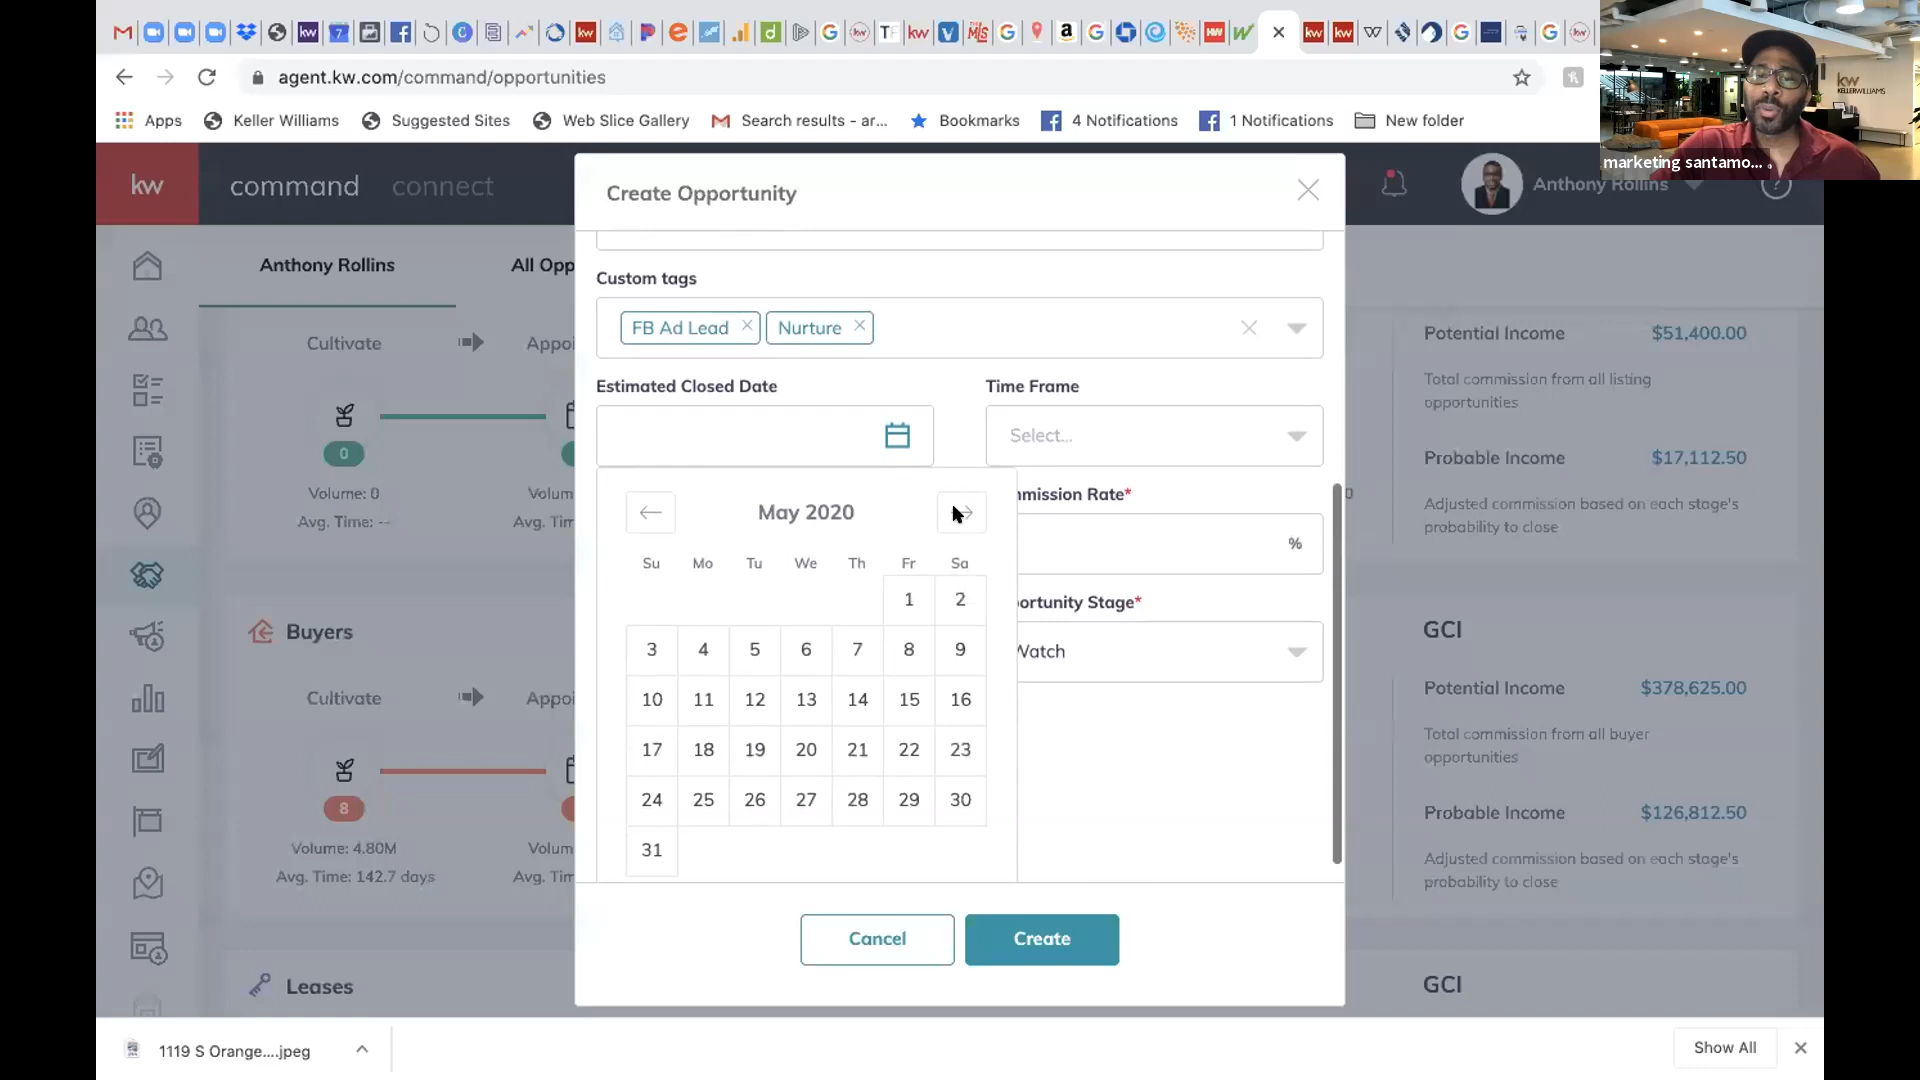 agent.kw.com/command/opportunities
Apps
Keller Williams
Suggested Sites
Web Slice Gallery
Search results - ar...
Bookmarks
4 Notifications
1 Notifications
New folder
kw
KELLERWILLIAMS
marketing santamo...
kw
command
connect
Anthony Rollins
?
Create Opportunity
Anthony Rollins
All Opp
Custom tags
FB Ad Lead
Nurture
Estimated Closed Date
Time Frame
Select...
Cultivate
Appoi
0
Volume: 0
Avg. Time: --
Volum
Avg. Tim
May 2020
Su Mo Tu We Th Fr Sa
1 2
3 4 5 6 7 8 9
10 11 12 13 14 15 16
17 18 19 20 21 22 23
24 25 26 27 28 29 30
31
mmission Rate*
%
ortunity Stage*
Watch
Potential Income $51,400.00
Total commission from all listing
opportunities
Probable Income $17,112.50
Adjusted commission based on each stage's
probability to close
0
Buyers
Cultivate
Appoi
8
Volume: 4.80M
Avg. Time: 142.7 days
Volum
Avg. Tim
GCI
Potential Income $378,625.00
Total commission from all buyer
opportunities
Probable Income $126,812.50
Adjusted commission based on each stage's
probability to close
Cancel
Create
Leases
GCI
1119 S Orange....jpeg
Show All